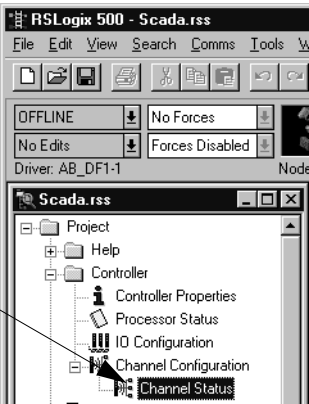 RSLogix 500 - Scada.rss
File Edit View Search Comms Tools
OFFLINE No Forces
No Edits Forces Disabled
Driver: AB_DF1-1 Node
Scada.rss
Project
Help
Controller
Controller Properties
Processor Status
IO Configuration
Channel Configuration
Channel Status